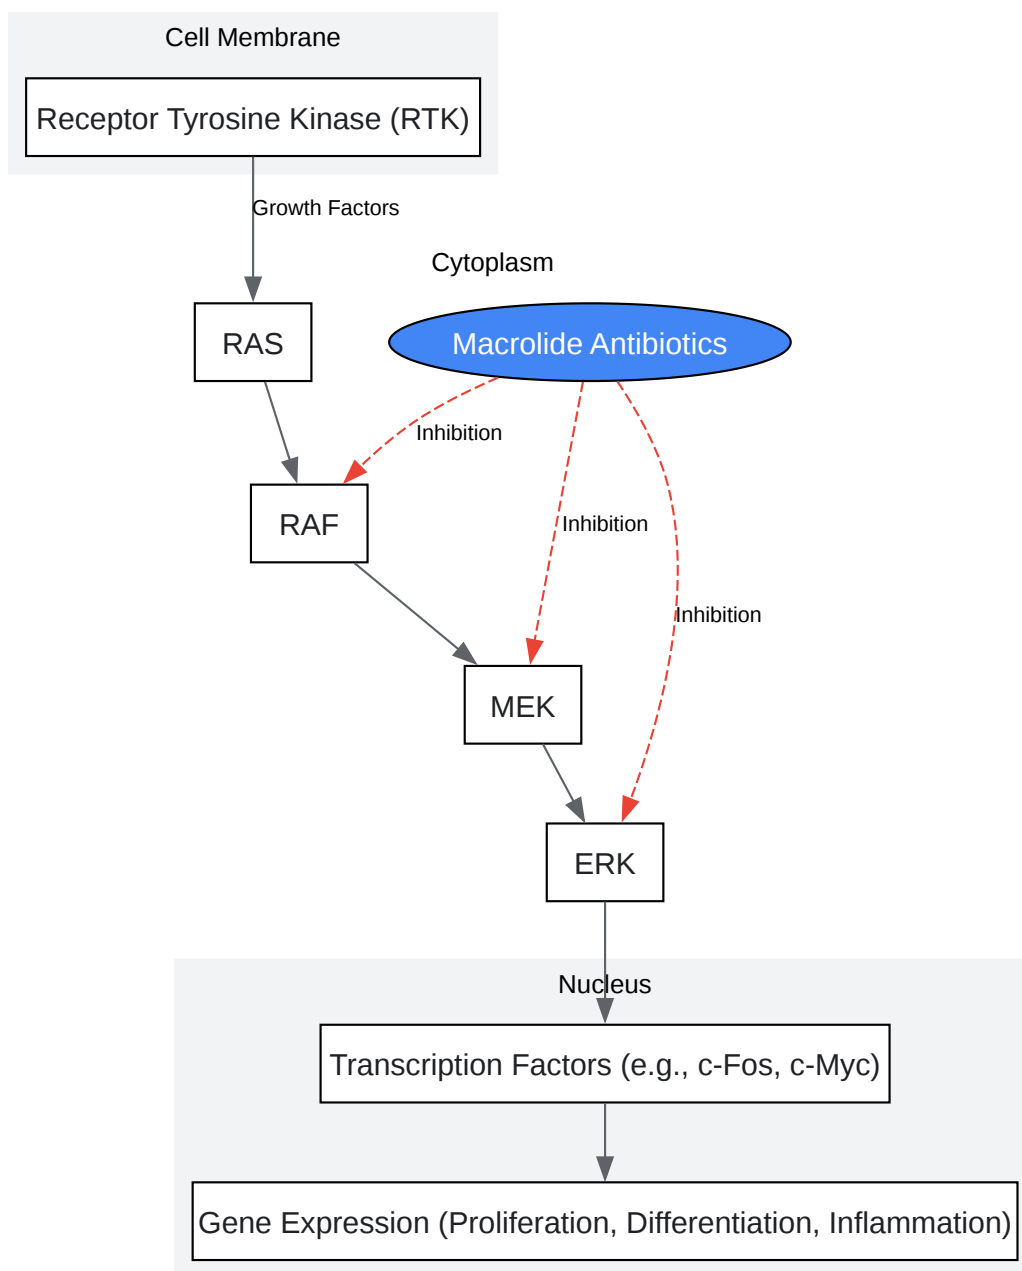 Cell Membrane
Receptor Tyrosine Kinase (RTK)
Growth Factors
Cytoplasm
RAS
Macrolide Antibiotics
Inhibition
RAF
Inhibition
Inhibition
MEK
ERK
Nucleus
Transcription Factors (e.g., c-Fos, c-Myc)
Gene Expression (Proliferation, Differentiation, Inflammation)